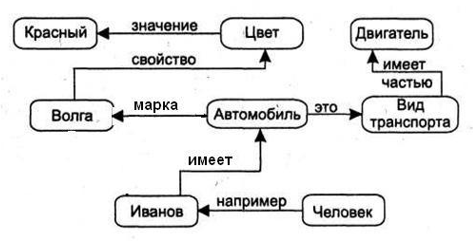 Красный
значение
Цвет
Двигатель
свойство
имеет
частью
Волга
марка
Автомобиль
это
Вид
транспорта
имеет
Иванов
например
Человек